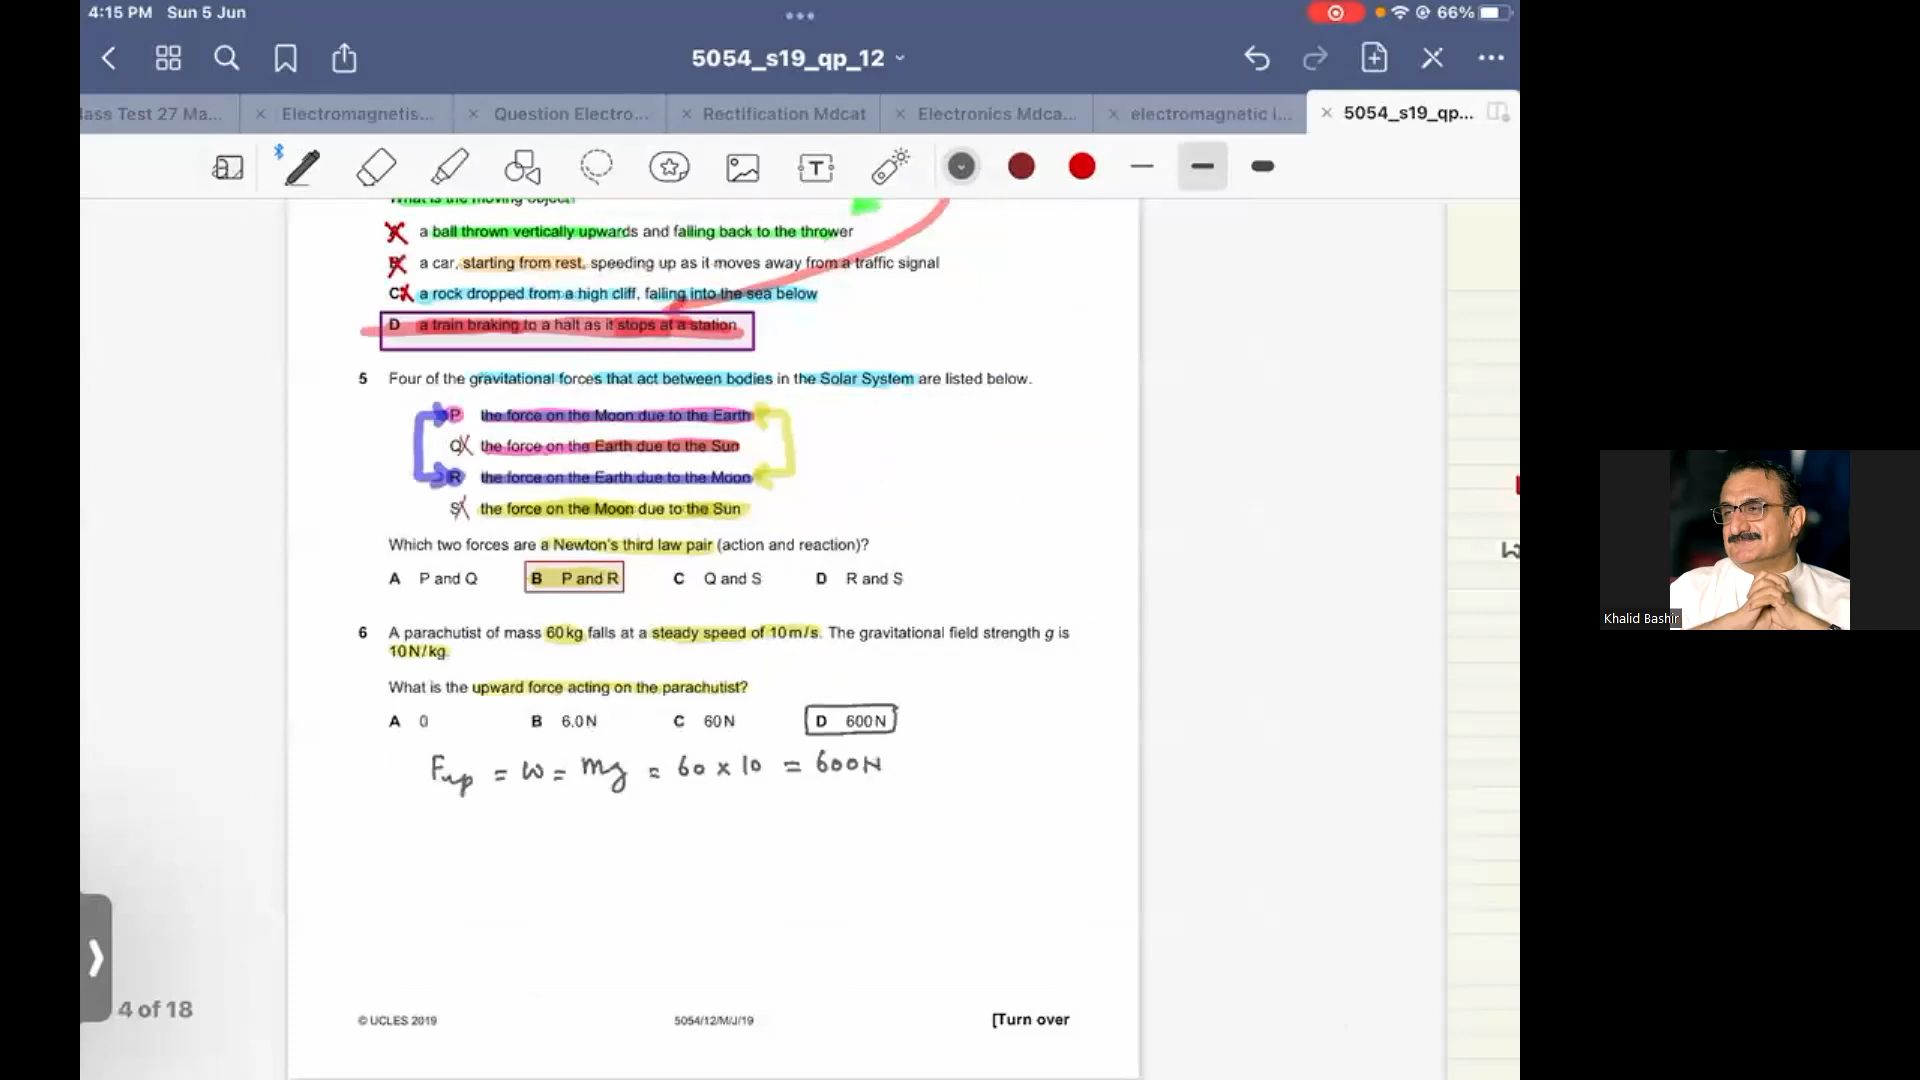 4:15 PM Sun 5 Jun
66%
5054_s19_qp_12
ass Test 27 Ma...
Electromagnetis...
Question Electro...
Rectification Mdcat
Electronics Mdca...
electromagnetic i...
5054_s19_qp...
What is the moving object?
a ball thrown vertically upwards and falling back to the thrower
B a car, starting from rest, speeding up as it moves away from a traffic signal
C a rock dropped from a high cliff, falling into the sea below
D a train braking to a halt as it stops at a station
5 Four of the gravitational forces that act between bodies in the Solar System are listed below.
P the force on the Moon due to the Earth
Q the force on the Earth due to the Sun
R the force on the Earth due to the Moon
S the force on the Moon due to the Sun
Which two forces are a Newton's third law pair (action and reaction)?
A P and Q B P and R C Q and S D R and S
6 A parachutist of mass 60 kg falls at a steady speed of 10 m/s. The gravitational field strength g is
10 N/kg.
What is the upward force acting on the parachutist?
A 0 B 6.0 N C 60 N D 600 N
Fup = W = mg = 60 × 10 = 600N
4 of 18
© UCLES 2019 5054/12/M/J/19 [Turn over
Khalid Bashir